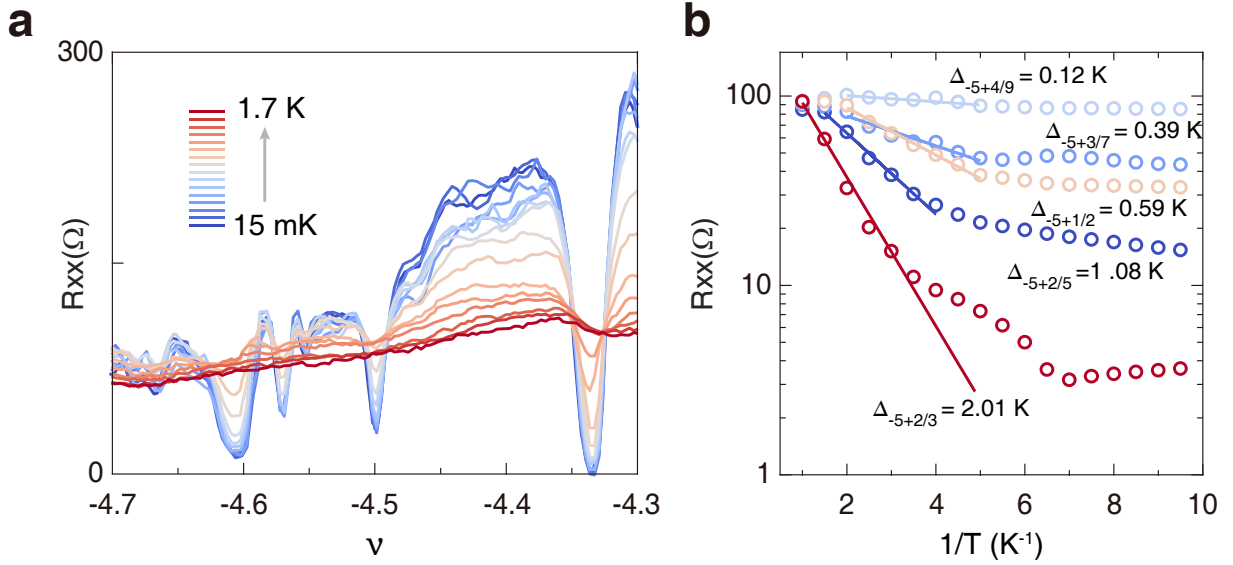 a
300
1.7 K
15 mK
Rxx(Ω)
0
-4.7
-4.6
-4.5
-4.4
-4.3
ν
b
Δ-5+4/9 = 0.12 K
100
Δ-5+3/7 = 0.39 K
Δ-5+1/2 = 0.59 K
Δ-5+2/5 =1 .08 K
Rxx(Ω)
10
Δ-5+2/3 = 2.01 K
1
2
4
6
8
10
1/T (K-1)